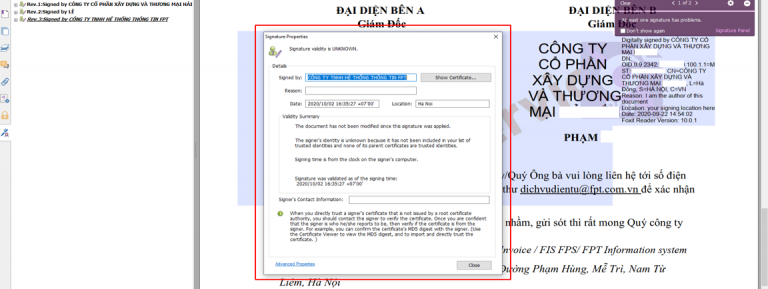 Rev.1:Signed by CÔNG TY CỔ PHẦN XÂY DỰNG VÀ THƯƠNG MẠI HẢI
Rev.2:Signed by LÊ
Rev.3:Signed by CÔNG TY TNHH HỆ THỐNG THÔNG TIN FPT
ĐẠI DIỆN BÊN A
Giám Đốc
ĐẠI DIỆN BÊN B
Giám Đốc
Clear
1 of 2
At least one signature has problems.
Don't show again
Signature Panel
Signature Properties
Signature validity is UNKNOWN.
Details
Signed by: CÔNG TY TNHH HỆ THỐNG THÔNG TIN FPT
Show Certificate...
Reason:
Date: 2020/10/02 16:35:27 +07'00'
Location: Ha Noi
Validity Summary
The document has not been modified since this signature was applied.
The signer's identity is unknown because it has not been included in your list of
trusted identities and none of its parent certificates are trusted identities.
Signing time is from the clock on the signer's computer.
Signature was validated as of the signing time:
2020/10/02 16:35:27 +07'00'
Signer's Contact Information:
When you directly trust a signer's certificate that is not issued by a root certificate
authority, you should contact the signer to verify the certificate. Once you are confident
that the signer is who he/she reports to be, then verify if the certificate is from the
signer. For example, you can confirm the certificate's MD5 digest with the signer. (Use
the Certificate Viewer to view the MD5 digest, and to import and directly trust the
certificate. )
Advanced Properties
Close
CÔNG TY
CỔ PHẦN
XÂY DỰNG
VÀ THƯƠNG
MẠI
Digitally signed by CÔNG TY CỔ
PHẦN XÂY DỰNG VÀ THƯƠNG
MẠI
DN:
OID.0.9.2342. .100.1.1=M
ST: CN=CÔNG TY
CỔ PHẦN XÂY DỰNG VÀ
THƯƠNG MẠI , L=Hà
Đông, S=HÀ NỘI, C=VN
Reason: I am the author of this
document
Location: your signing location here
Date: 2020-09-22 14:54:02
Foxit Reader Version: 10.0.1
PHẠM
/Quý Ông bà vui lòng liên hệ tới số điện
thư dichvudientu@fpt.com.vn để xác nhận
nhầm, gửi sót thì rất mong Quý công ty
nvoice / FIS FPS/ FPT Information system
Đường Phạm Hùng, Mễ Trì, Nam Từ
Liêm, Hà Nội